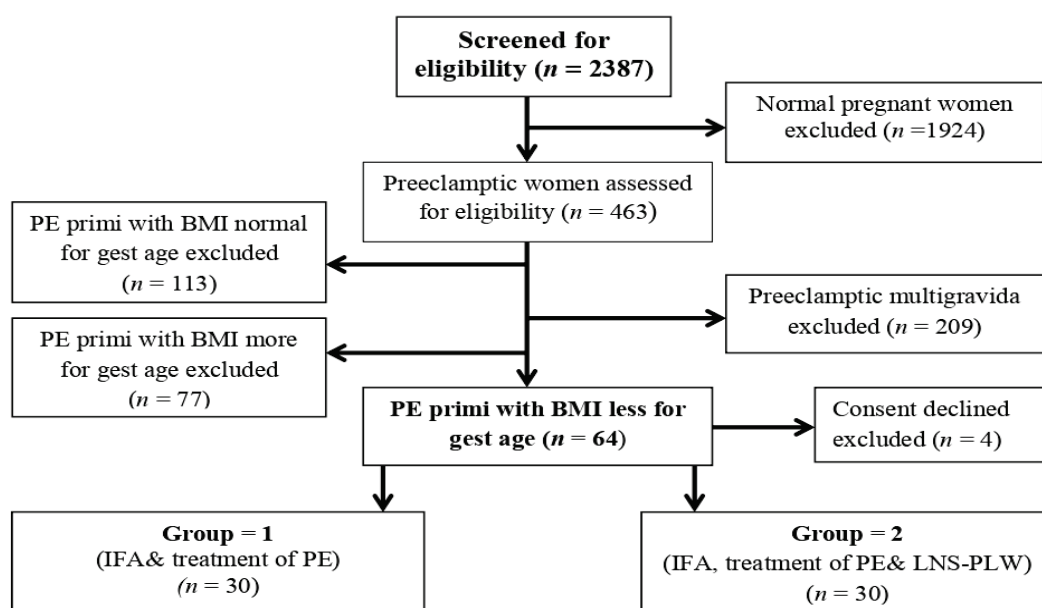 Screened for
eligibility (n = 2387)
Normal pregnant women
excluded (n =1924)
Preeclamptic women assessed
for eligibility (n = 463)
PE primi with BMI normal
for gest age excluded
(n = 113)
Preeclamptic multigravida
excluded (n = 209)
PE primi with BMI more
for gest age excluded
(n = 77)
PE primi with BMI less for
gest age (n = 64)
Consent declined
excluded (n = 4)
Group = 1
(IFA& treatment of PE)
(n = 30)
Group = 2
(IFA, treatment of PE& LNS-PLW)
(n = 30)